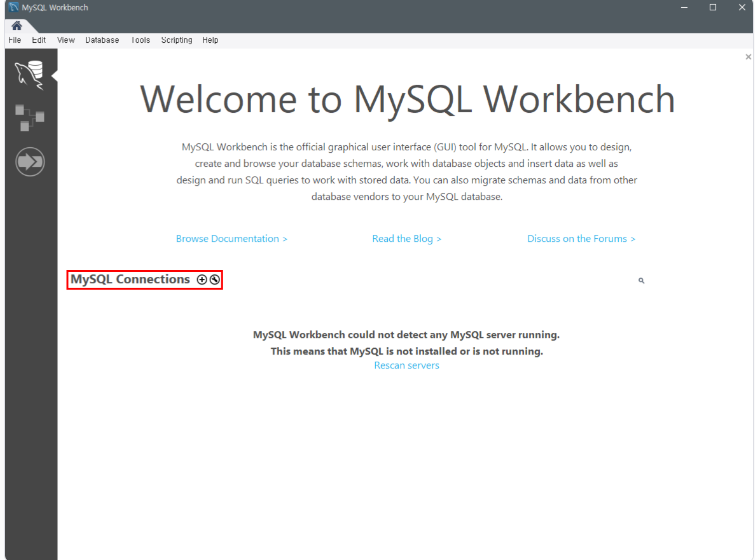 MySQL Workbench
File Edit View Database Tools Scripting Help
Welcome to MySQL Workbench
MySQL Workbench is the official graphical user interface (GUI) tool for MySQL. It allows you to design,
create and browse your database schemas, work with database objects and insert data as well as
design and run SQL queries to work with stored data. You can also migrate schemas and data from other
database vendors to your MySQL database.
Browse Documentation > Read the Blog > Discuss on the Forums >
MySQL Connections
MySQL Workbench could not detect any MySQL server running.
This means that MySQL is not installed or is not running.
Rescan servers